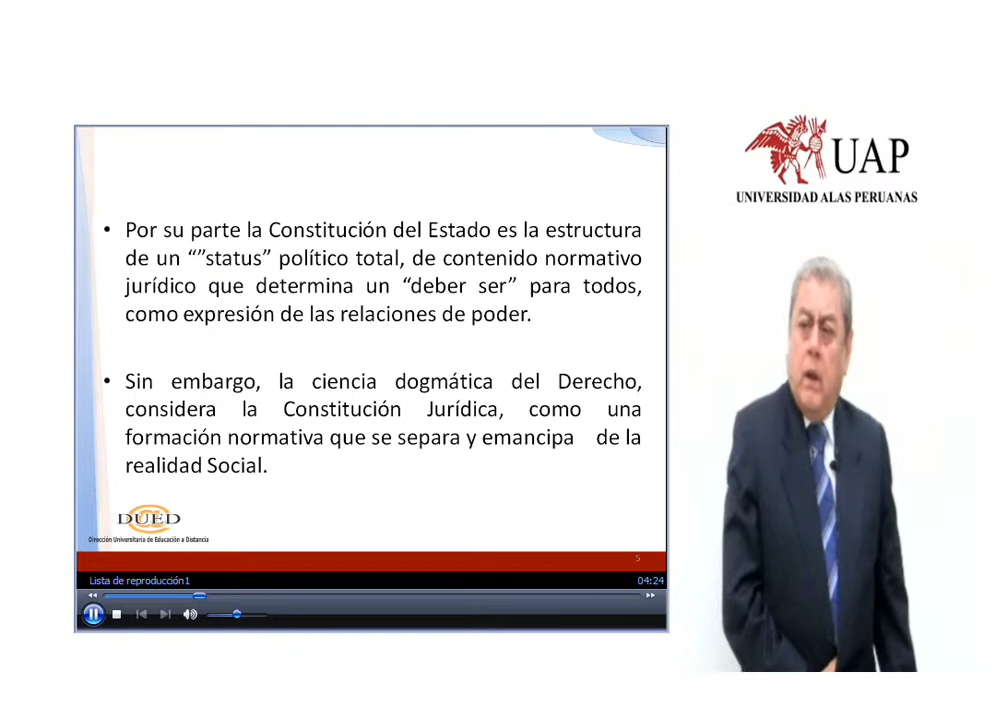 • Por su parte la Constitución del Estado es la estructura
de un “”status” político total, de contenido normativo
jurídico que determina un “deber ser” para todos,
como expresión de las relaciones de poder.
• Sin embargo, la ciencia dogmática del Derecho,
considera la Constitución Jurídica, como una
formación normativa que se separa y emancipa de la
realidad Social.
DUED
Dirección Universitaria de Educación a Distancia
5
Lista de reproducción1 04:24
UAP
UNIVERSIDAD ALAS PERUANAS